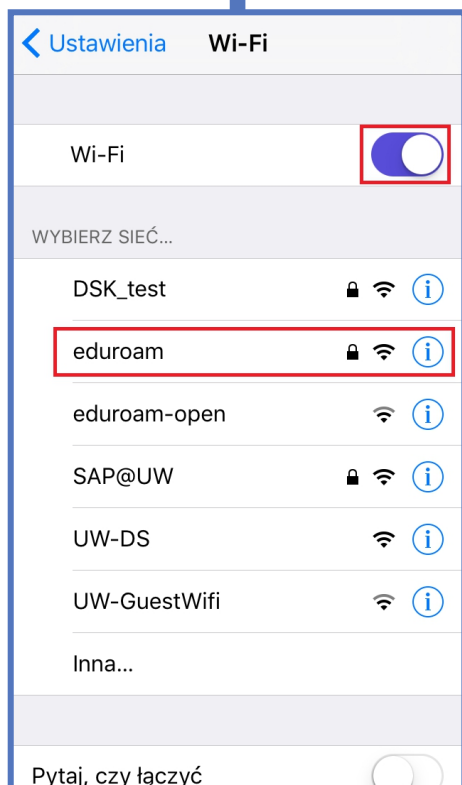 Ustawienia Wi-Fi
Wi-Fi
WYBIERZ SIEĆ...
DSK_test
eduroam
eduroam-open
SAP@UW
UW-DS
UW-GuestWifi
Inna...
Pytaj, czy łączyć